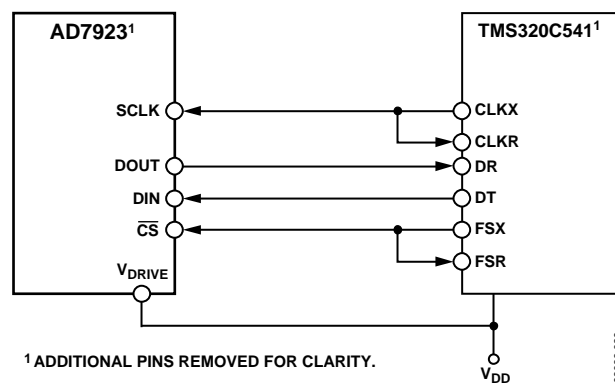 AD7923¹
TMS320C541¹
SCLK
CLKX
CLKR
DOUT
DR
DIN
DT
CS
FSX
FSR
VDRIVE
VDD
¹ ADDITIONAL PINS REMOVED FOR CLARITY.